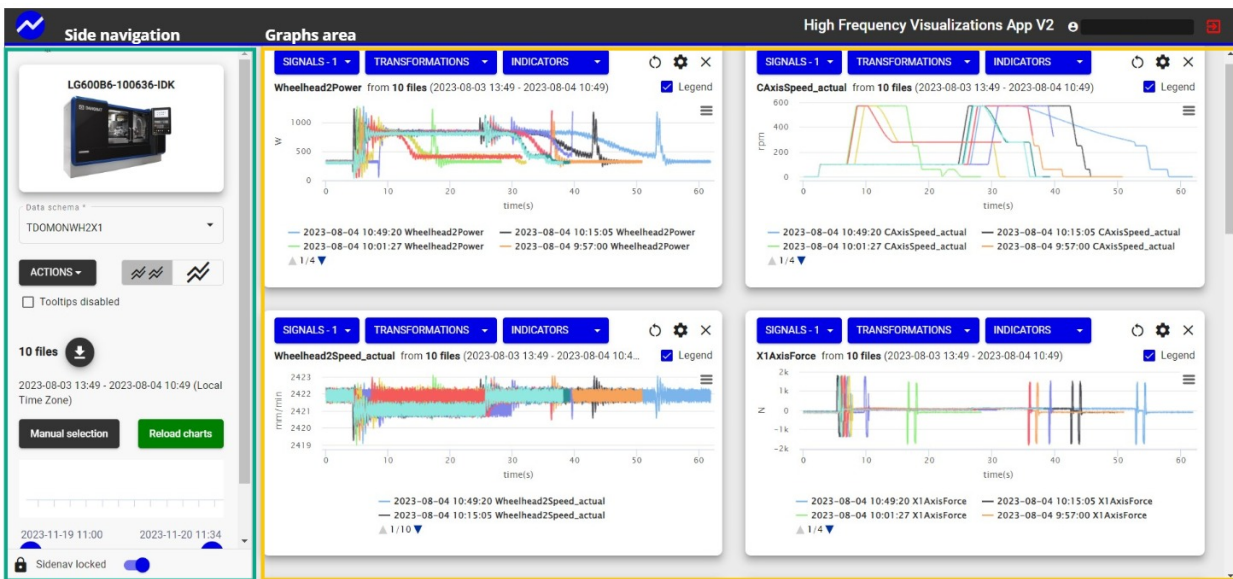 Side navigation
Graphs area
High Frequency Visualizations App V2
LG600B6-100636-IDK
Data schema *
TDOMONWH2X1
ACTIONS
Tooltips disabled
10 files
2023-08-03 13:49 - 2023-08-04 10:49 (Local
Time Zone)
Manual selection
Reload charts
2023-11-19 11:00
2023-11-20 11:34
Sidenav locked
SIGNALS - 1
TRANSFORMATIONS
INDICATORS
Wheelhead2Power from 10 files (2023-08-03 13:49 - 2023-08-04 10:49)
Legend
W
1000
500
0
0 10 20 30 40 50 60
time(s)
2023-08-04 10:49:20 Wheelhead2Power
2023-08-04 10:15:05 Wheelhead2Power
2023-08-04 10:01:27 Wheelhead2Power
2023-08-04 9:57:00 Wheelhead2Power
1/4
SIGNALS - 1
TRANSFORMATIONS
INDICATORS
CAxisSpeed_actual from 10 files (2023-08-03 13:49 - 2023-08-04 10:49)
Legend
rpm
600
400
200
0
0 10 20 30 40 50 60
time(s)
2023-08-04 10:49:20 CAxisSpeed_actual
2023-08-04 10:15:05 CAxisSpeed_actual
2023-08-04 10:01:27 CAxisSpeed_actual
2023-08-04 9:57:00 CAxisSpeed_actual
1/4
SIGNALS - 1
TRANSFORMATIONS
INDICATORS
Wheelhead2Speed_actual from 10 files (2023-08-03 13:49 - 2023-08-04 10:4...
Legend
mm/min
2423
2422
2421
2420
2419
0 10 20 30 40 50 60
time(s)
2023-08-04 10:49:20 Wheelhead2Speed_actual
2023-08-04 10:15:05 Wheelhead2Speed_actual
1/10
SIGNALS - 1
TRANSFORMATIONS
INDICATORS
X1AxisForce from 10 files (2023-08-03 13:49 - 2023-08-04 10:49)
Legend
N
2k
1k
0
-1k
-2k
0 10 20 30 40 50 60
time(s)
2023-08-04 10:49:20 X1AxisForce
2023-08-04 10:15:05 X1AxisForce
2023-08-04 10:01:27 X1AxisForce
2023-08-04 9:57:00 X1AxisForce
1/4